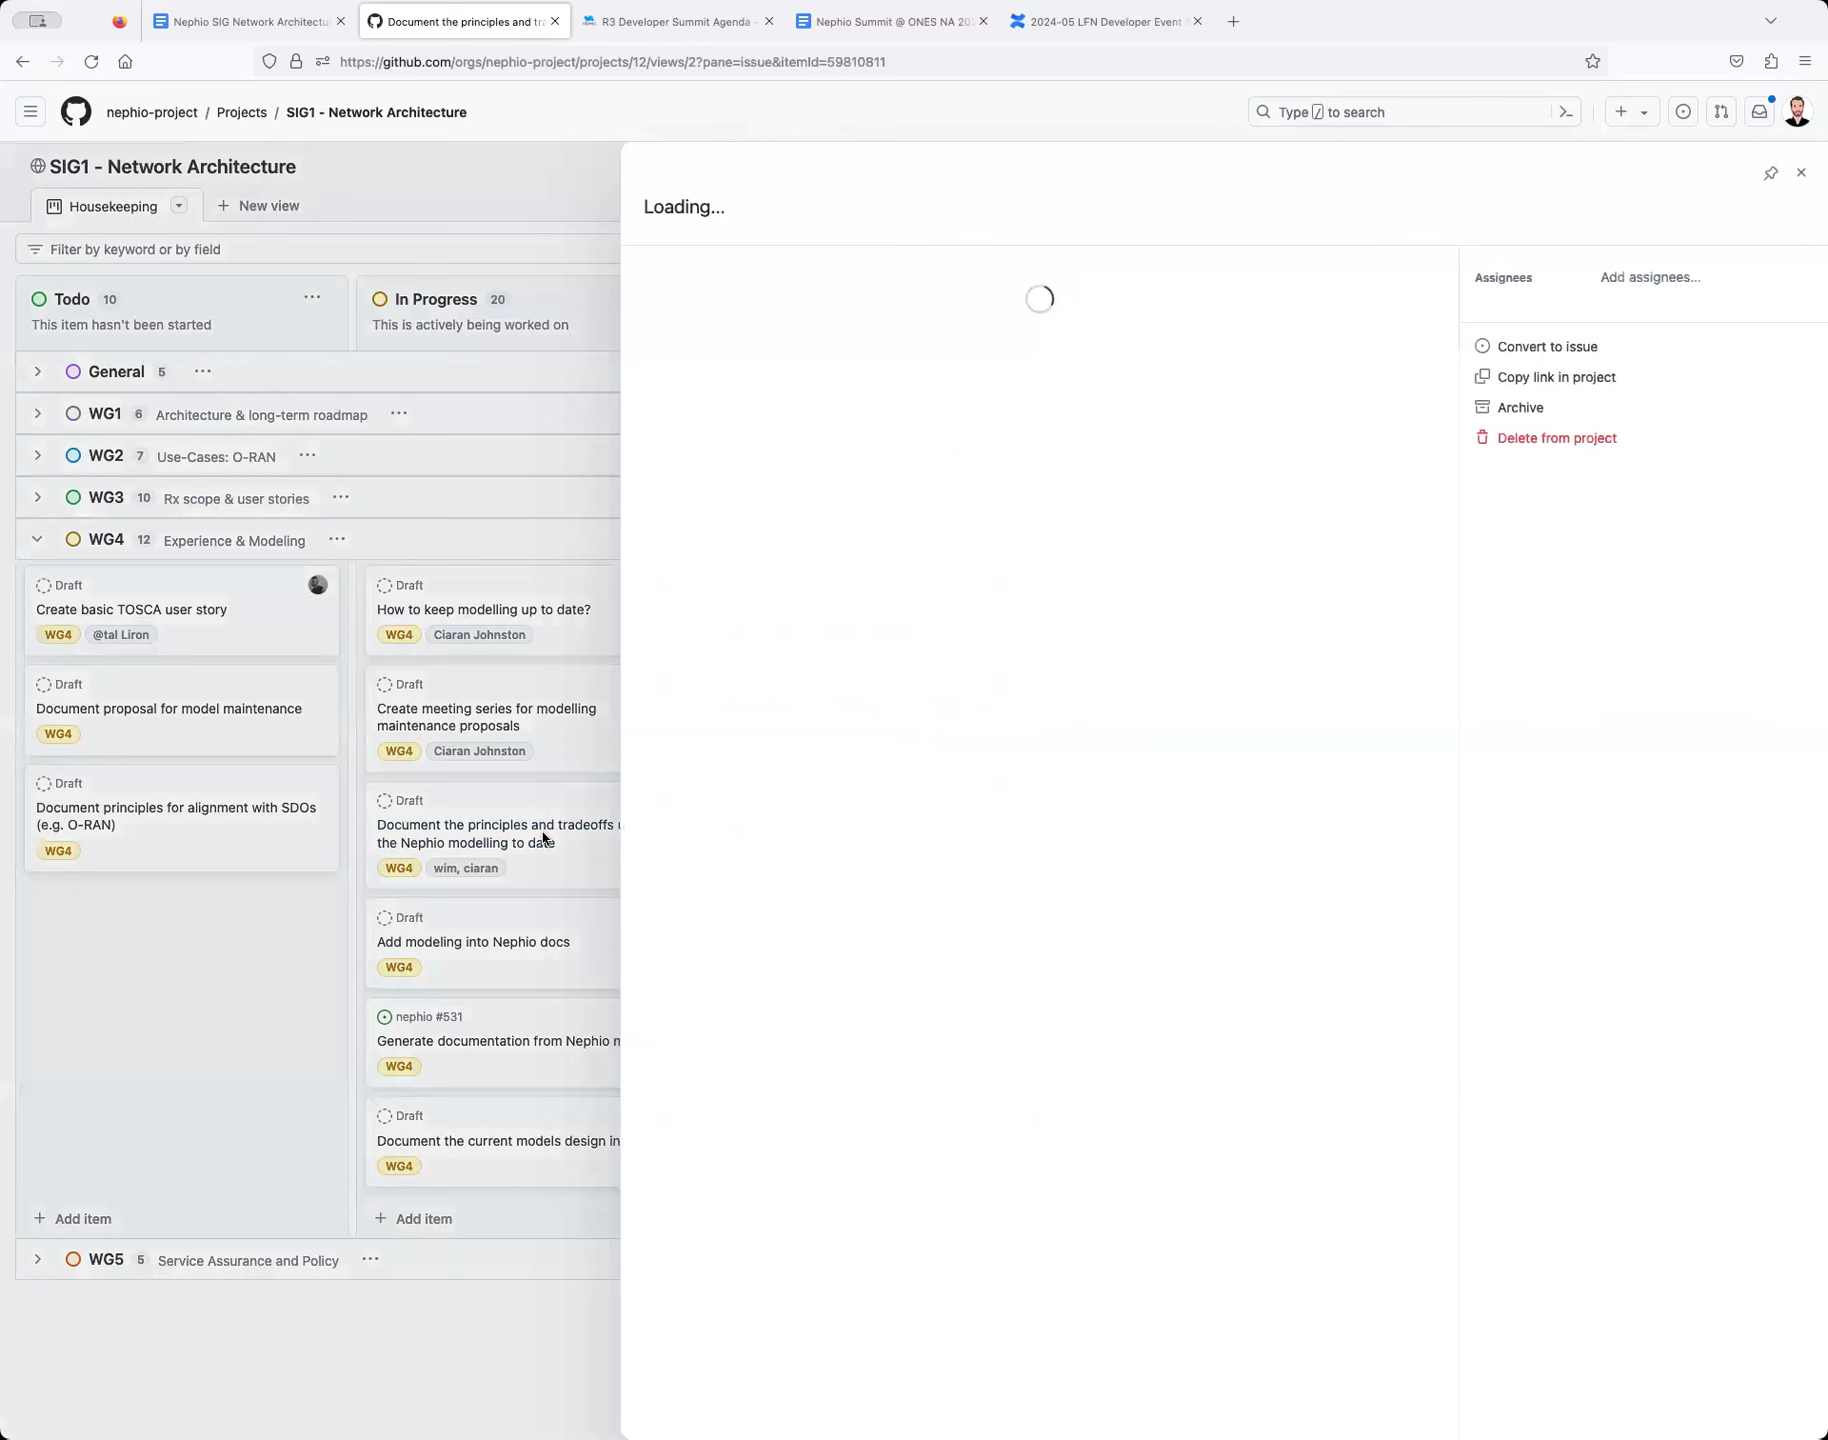 Nephio SIG Network Architectu
Document the principles and tr
R3 Developer Summit Agenda -
Nephio Summit @ ONES NA 20
2024-05 LFN Developer Event
https://github.com/orgs/nephio-project/projects/12/views/2?pane=issue&itemId=59810811
nephio-project / Projects / SIG1 - Network Architecture
Type / to search
SIG1 - Network Architecture
Housekeeping
New view
Filter by keyword or by field
Loading...
Assignees Add assignees...
Convert to issue
Copy link in project
Archive
Delete from project
Todo 10
This item hasn't been started
In Progress 20
This is actively being worked on
General 5
WG1 6 Architecture & long-term roadmap
WG2 7 Use-Cases: O-RAN
WG3 10 Rx scope & user stories
WG4 12 Experience & Modeling
Draft
Create basic TOSCA user story
WG4 @tal Liron
Draft
Document proposal for model maintenance
WG4
Draft
Document principles for alignment with SDOs
(e.g. O-RAN)
WG4
Add item
Draft
How to keep modelling up to date?
WG4 Ciaran Johnston
Draft
Create meeting series for modelling
maintenance proposals
WG4 Ciaran Johnston
Draft
Document the principles and tradeoffs u
the Nephio modelling to date
WG4 wim, ciaran
Draft
Add modeling into Nephio docs
WG4
nephio #531
Generate documentation from Nephio m
WG4
Draft
Document the current models design in
WG4
Add item
WG5 5 Service Assurance and Policy